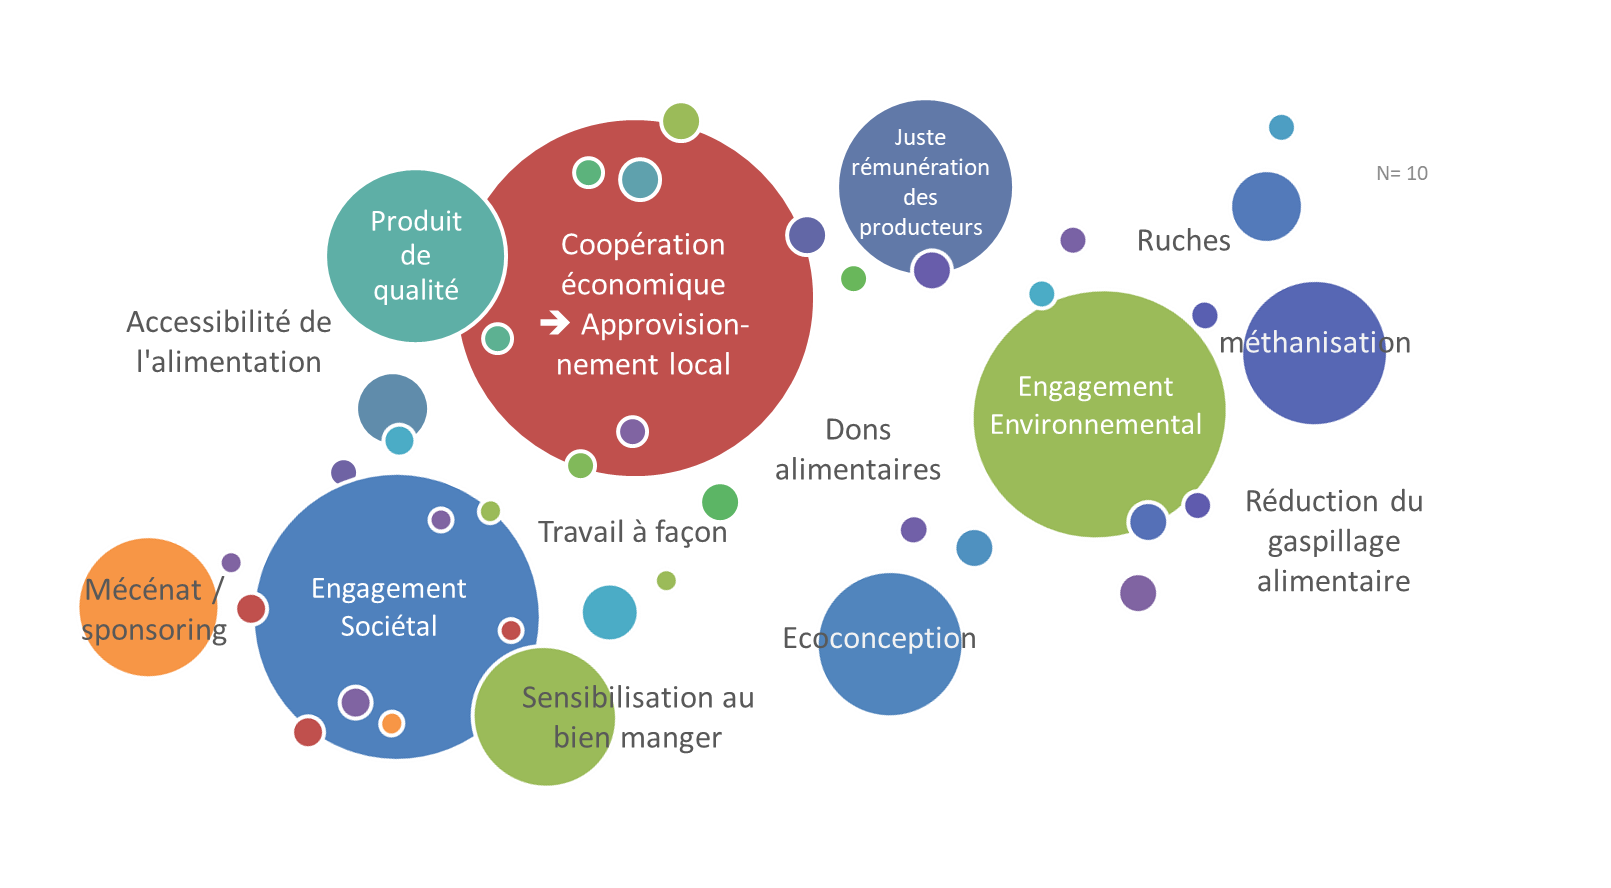 Juste
rémunération
des
producteurs
N= 10
Produit
de
qualité
Coopération
économique
➔ Approvision-
nement local
Ruches
Accessibilité de
l'alimentation
méthanisation
Engagement
Environnemental
Dons
alimentaires
Travail à façon
Réduction du
gaspillage
alimentaire
Mécénat /
sponsoring
Engagement
Sociétal
Ecoconception
Sensibilisation au
bien manger